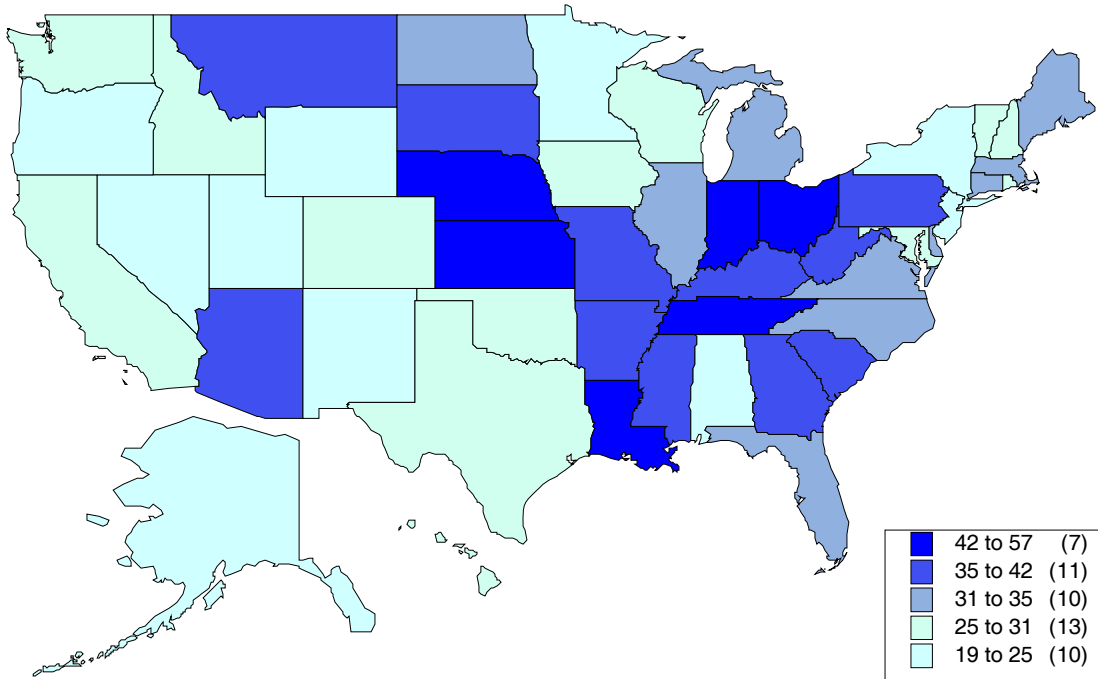 42 to 57 (7)
35 to 42 (11)
31 to 35 (10)
25 to 31 (13)
19 to 25 (10)